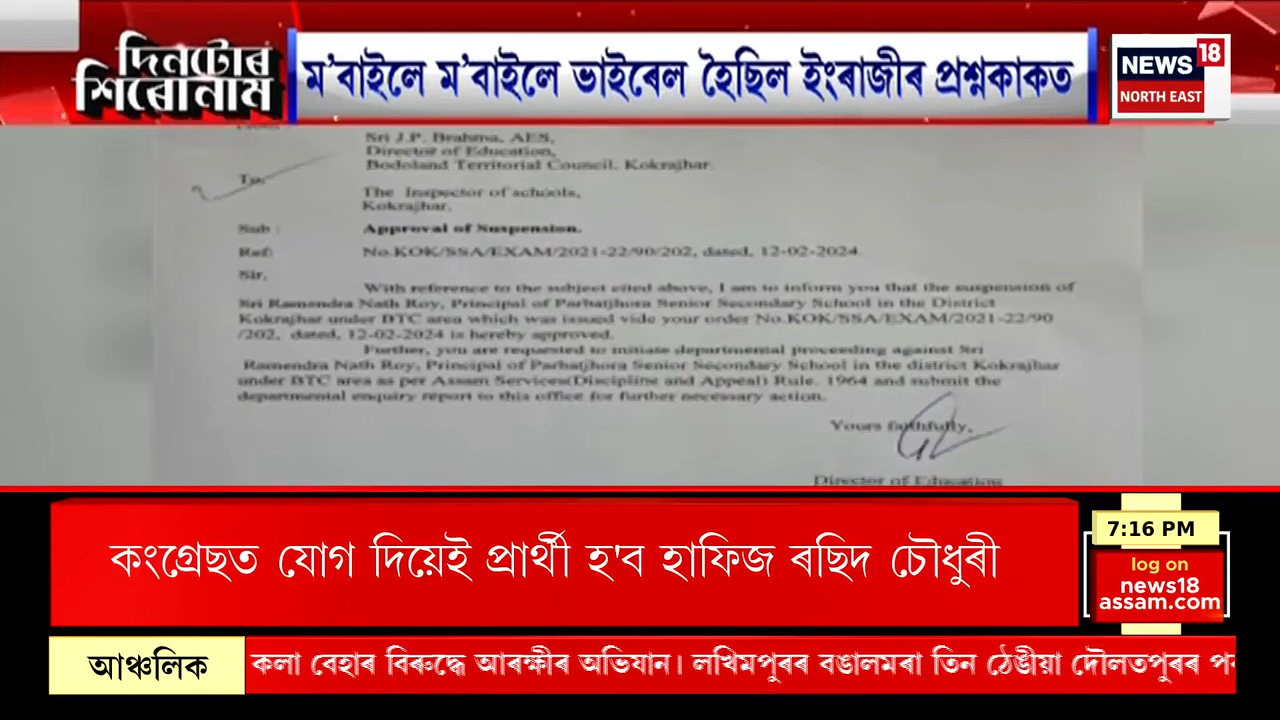 দিনটোৰ
শিৰোনাম
ম'বাইলে ম'বাইলে ভাইৰেল হৈছিল ইংৰাজীৰ প্ৰশ্নকাকত
NEWS 18
NORTH EAST
Sri J.P. Brahma, AES,
Director of Education,
Bodoland Territorial Council, Kokrajhar.
To,
The Inspector of schools,
Kokrajhar.
Sub : Approval of Suspension.
Ref: No.KOK/SSA/EXAM/2021-22/90/202, dated, 12-02-2024
Sir,
With reference to the subject cited above, I am to inform you that the suspension of
Sri Ramendra Nath Roy, Principal of Parbatjhora Senior Secondary School in the District
Kokrajhar under BTC area which was issued vide your order No.KOK/SSA/EXAM/2021-22/90
/202, dated, 12-02-2024 is hereby approved.
Further, you are requested to initiate departmental proceeding against Sri
Ramendra Nath Roy, Principal of Parbatjhora Senior Secondary School in the district Kokrajhar
under BTC area as per Assam Services(Discipline and Appeal) Rule, 1964 and submit the
departmental enquiry report to this office for further necessary action.
Yours faithfully,
Director of Education
কংগ্ৰেছত যোগ দিয়েই প্ৰাৰ্থী হ'ব হাফিজ ৰছিদ চৌধুৰী
7:16 PM
log on
news18
assam.com
আঞ্চলিক
কলা বেহাৰ বিৰুদ্ধে আৰক্ষীৰ অভিযান। লখিমপুৰৰ বঙালমৰা তিন ঠেঙীয়া দৌলতপুৰৰ